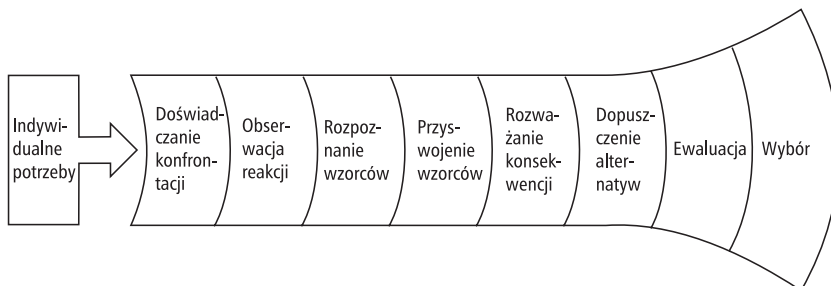 Indywi-
dualne
potrzeby
Doświad-
czanie
konfron-
tacji
Obser-
wacja
reakcji
Rozpoz-
nanie
wzorców
Przys-
wojenie
wzorców
Rozwa-
żanie
konsek-
wencji
Dopusz-
czenie
alter-
natyw
Ewaluacja
Wybór